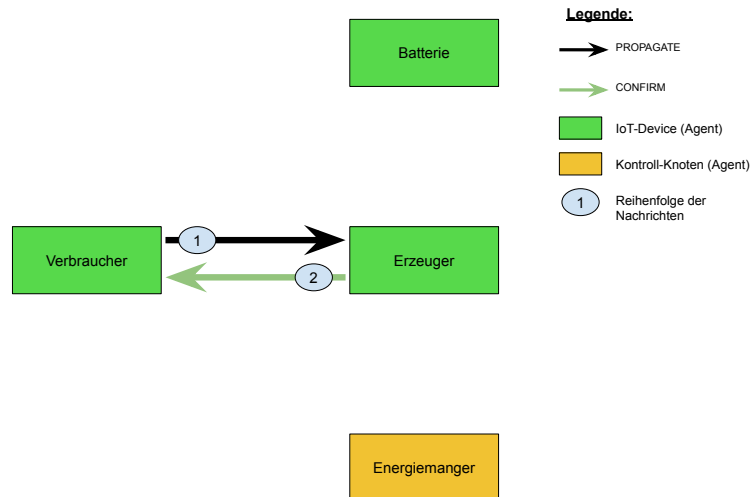 Legende:
Batterie
PROPAGATE
CONFIRM
IoT-Device (Agent)
Kontroll-Knoten (Agent)
1
Reihenfolge der
Nachrichten
1
Verbraucher
Erzeuger
2
Energiemanger